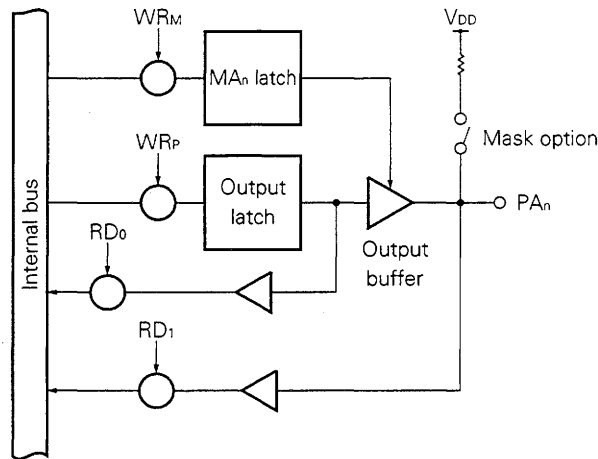 WRM
VDD
MAn latch
Mask option
WRP
Output
latch
PAn
Output
buffer
RD0
RD1
Internal bus